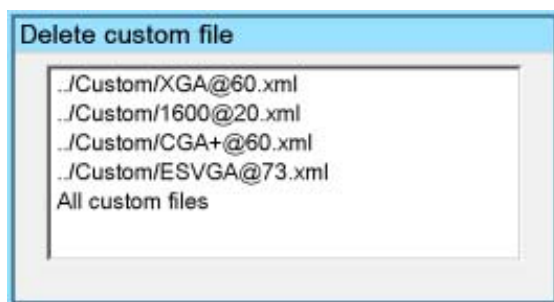 Delete custom file
../Custom/XGA@60.xml
../Custom/1600@20.xml
../Custom/CGA+@60.xml
../Custom/ESVGA@73.xml
All custom files